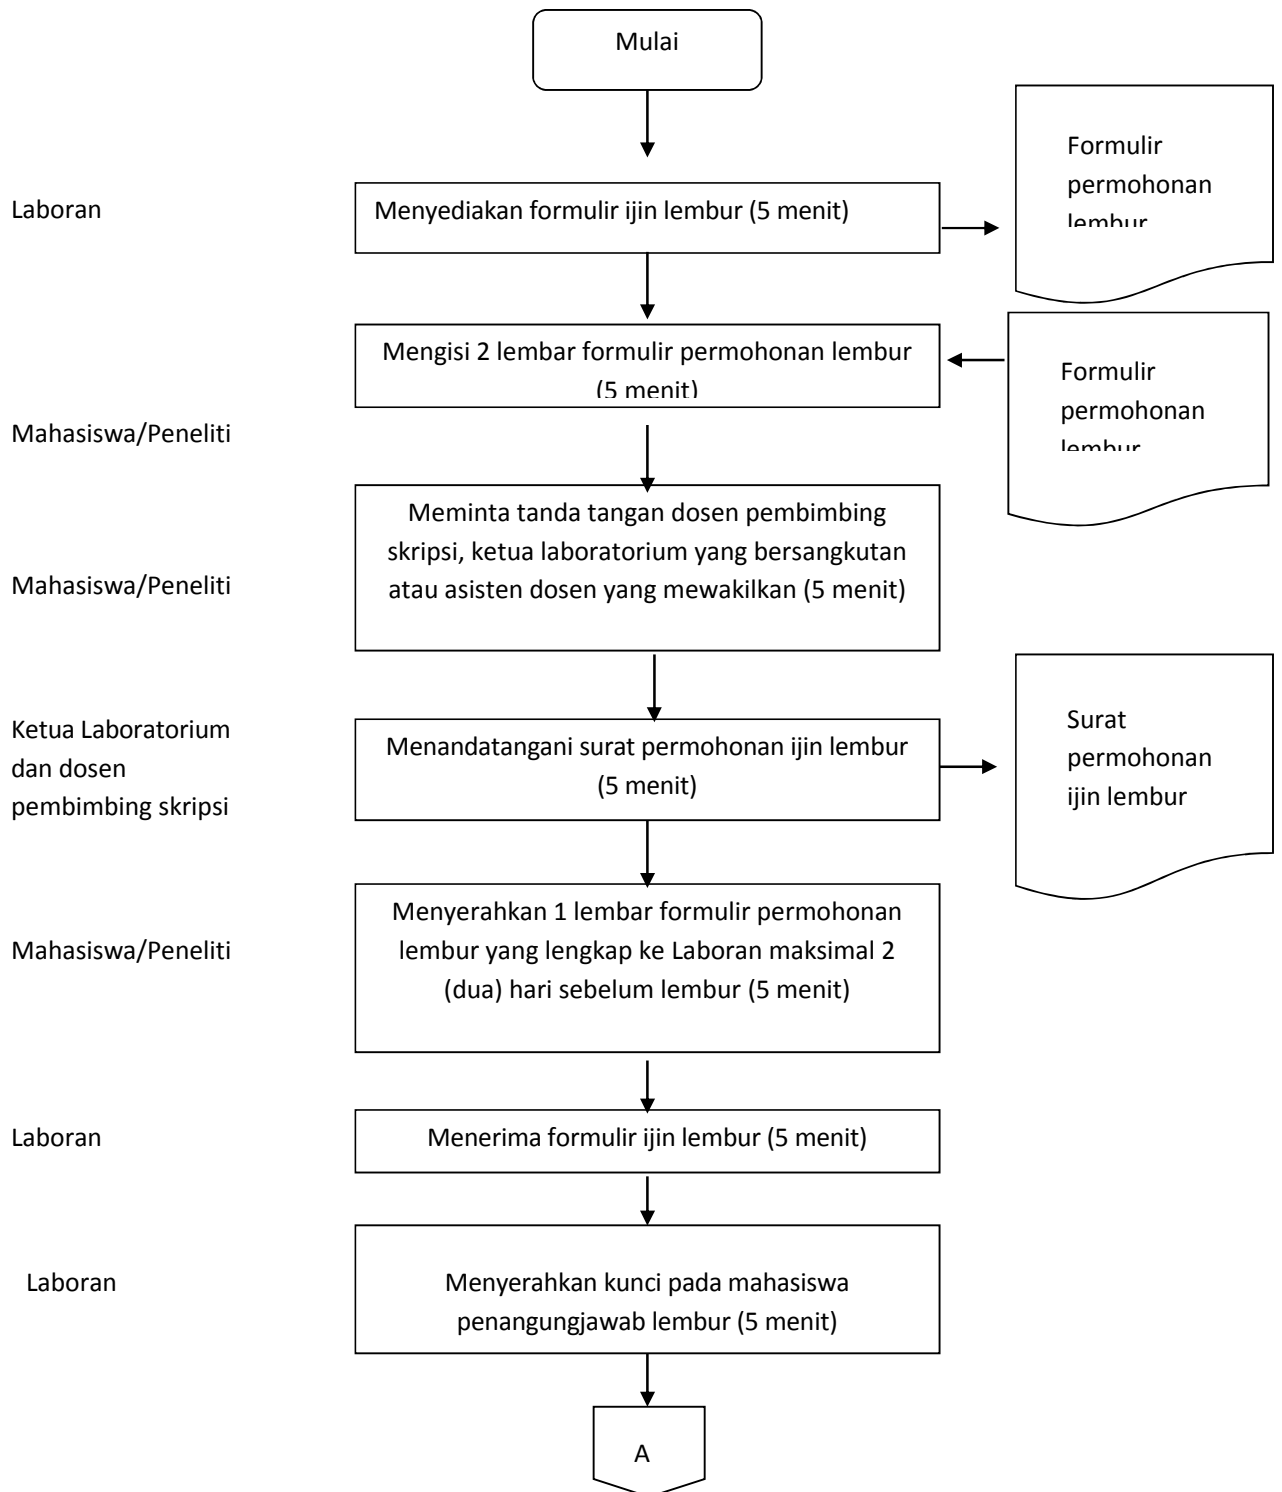 Mulai
Formulir
permohonan
lembur
Laboran
Menyediakan formulir ijin lembur (5 menit)
Mengisi 2 lembar formulir permohonan lembur
(5 menit)
Formulir
permohonan
lembur
Mahasiswa/Peneliti
Meminta tanda tangan dosen pembimbing
skripsi, ketua laboratorium yang bersangkutan
atau asisten dosen yang mewakilkan (5 menit)
Mahasiswa/Peneliti
Ketua Laboratorium
dan dosen
pembimbing skripsi
Menandatangani surat permohonan ijin lembur
(5 menit)
Surat
permohonan
ijin lembur
Mahasiswa/Peneliti
Menyerahkan 1 lembar formulir permohonan
lembur yang lengkap ke Laboran maksimal 2
(dua) hari sebelum lembur (5 menit)
Laboran
Menerima formulir ijin lembur (5 menit)
Laboran
Menyerahkan kunci pada mahasiswa
penangungjawab lembur (5 menit)
A